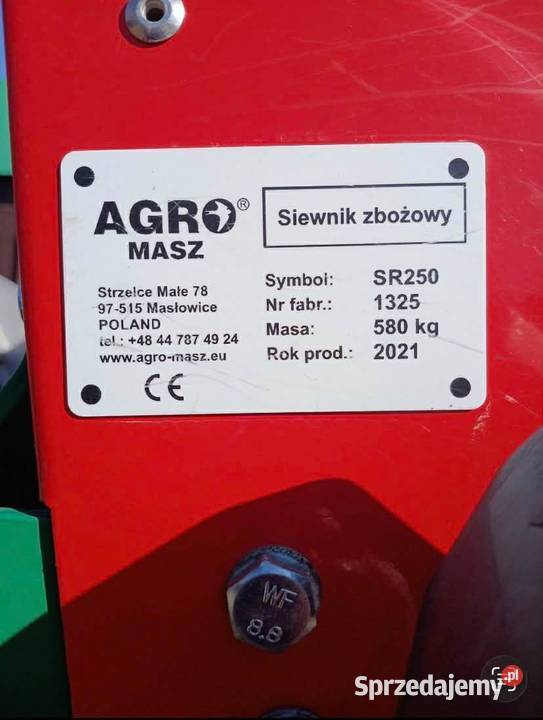 AGRO®
MASZ
Siewnik zbożowy
Strzelce Małe 78
97-515 Masłowice
POLAND
tel.: +48 44 787 49 24
www.agro-masz.eu
CE
Symbol: SR250
Nr fabr.: 1325
Masa: 580 kg
Rok prod.: 2021
WF
8.8
.pl
Sprzedajemy